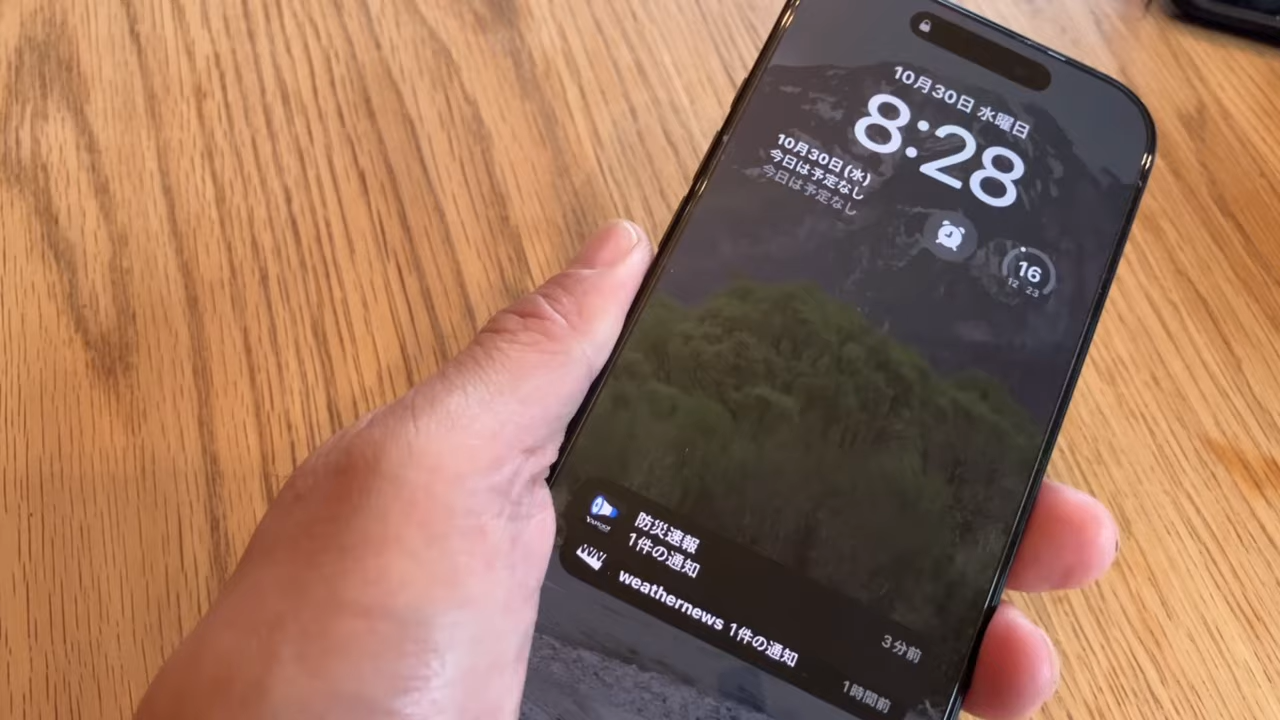 10月30日 水曜日
8:28
10月30日(水)
今日は予定なし
今日は予定なし
16
12 23
YAHOO!
防災速報
1件の通知
3分前
weathernews 1件の通知
1時間前